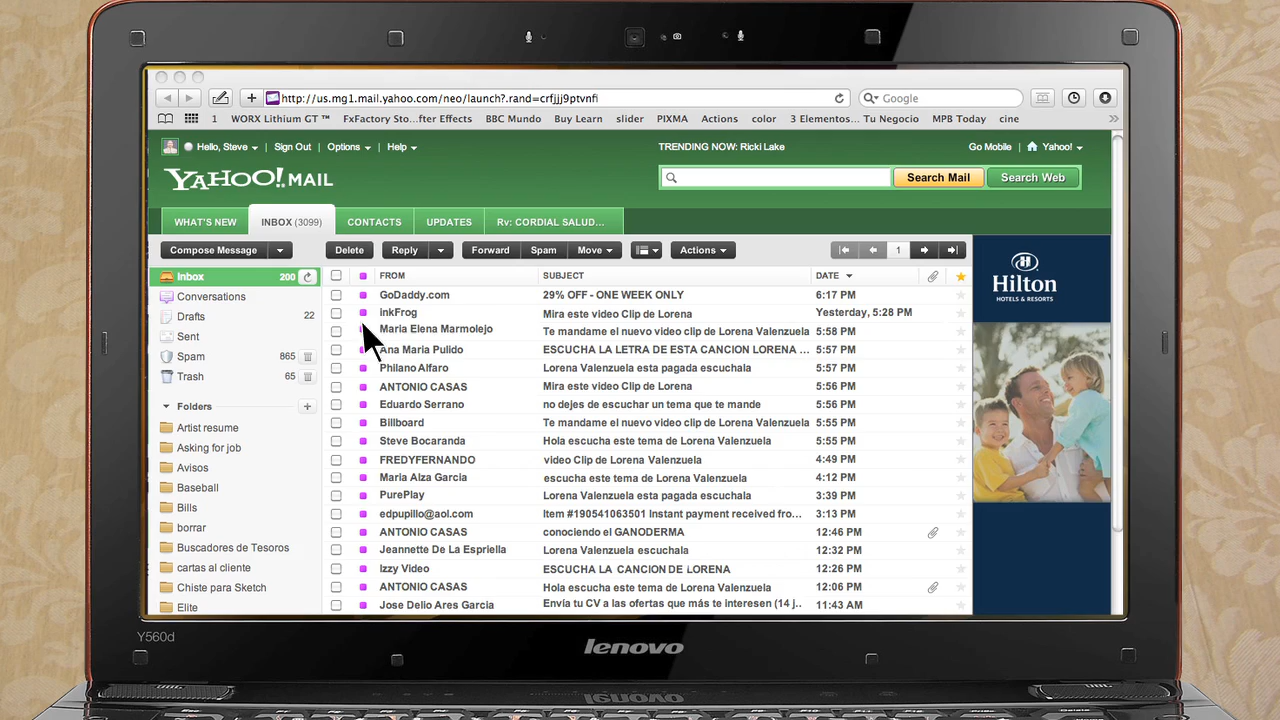 http://us.mg1.mail.yahoo.com/neo/launch?.rand=crfjjj9ptvnfi
Google
1 WORX Lithium GT ™ FxFactory Sto...fter Effects BBC Mundo Buy Learn slider PIXMA Actions color 3 Elementos... Tu Negocio MPB Today cine
Hello, Steve Sign Out Options Help TRENDING NOW: Ricki Lake Go Mobile Yahoo!
YAHOO! MAIL Search Mail Search Web
WHAT'S NEW INBOX (3099) CONTACTS UPDATES Rv: CORDIAL SALUD...
Compose Message Delete Reply Forward Spam Move Actions 1
Inbox 200
Conversations
Drafts 22
Sent
Spam 865
Trash 65
Folders
Artist resume
Asking for job
Avisos
Baseball
Bills
borrar
Buscadores de Tesoros
cartas al cliente
Chiste para Sketch
Elite
FROM SUBJECT DATE
GoDaddy.com 29% OFF - ONE WEEK ONLY 6:17 PM
inkFrog Mira este video Clip de Lorena Yesterday, 5:28 PM
Maria Elena Marmolejo Te mandame el nuevo video clip de Lorena Valenzuela 5:58 PM
Ana Maria Pulido ESCUCHA LA LETRA DE ESTA CANCION LORENA ... 5:57 PM
Philano Alfaro Lorena Valenzuela esta pagada escuchala 5:57 PM
ANTONIO CASAS Mira este video Clip de Lorena 5:56 PM
Eduardo Serrano no dejes de escuchar un tema que te mande 5:56 PM
Billboard Te mandame el nuevo video clip de Lorena Valenzuela 5:55 PM
Steve Bocaranda Hola escucha este tema de Lorena Valenzuela 5:55 PM
FREDYFERNANDO video Clip de Lorena Valenzuela 4:49 PM
Maria Alza Garcia escucha este tema de Lorena Valenzuela 4:12 PM
PurePlay Lorena Valenzuela esta pagada escuchala 3:39 PM
edpupillo@aol.com Item #190541063501 Instant payment received fro... 3:13 PM
ANTONIO CASAS conociendo el GANODERMA 12:46 PM
Jeannette De La Espriella Lorena Valenzuela escuchala 12:32 PM
Izzy Video ESCUCHA LA CANCION DE LORENA 12:26 PM
ANTONIO CASAS Hola escucha este tema de Lorena Valenzuela 12:06 PM
Jose Delio Ares Garcia Envía tu CV a las ofertas que más te interesen (14 j.. 11:43 AM
Hilton
HOTELS & RESORTS
Y560d
lenovo
lenovo